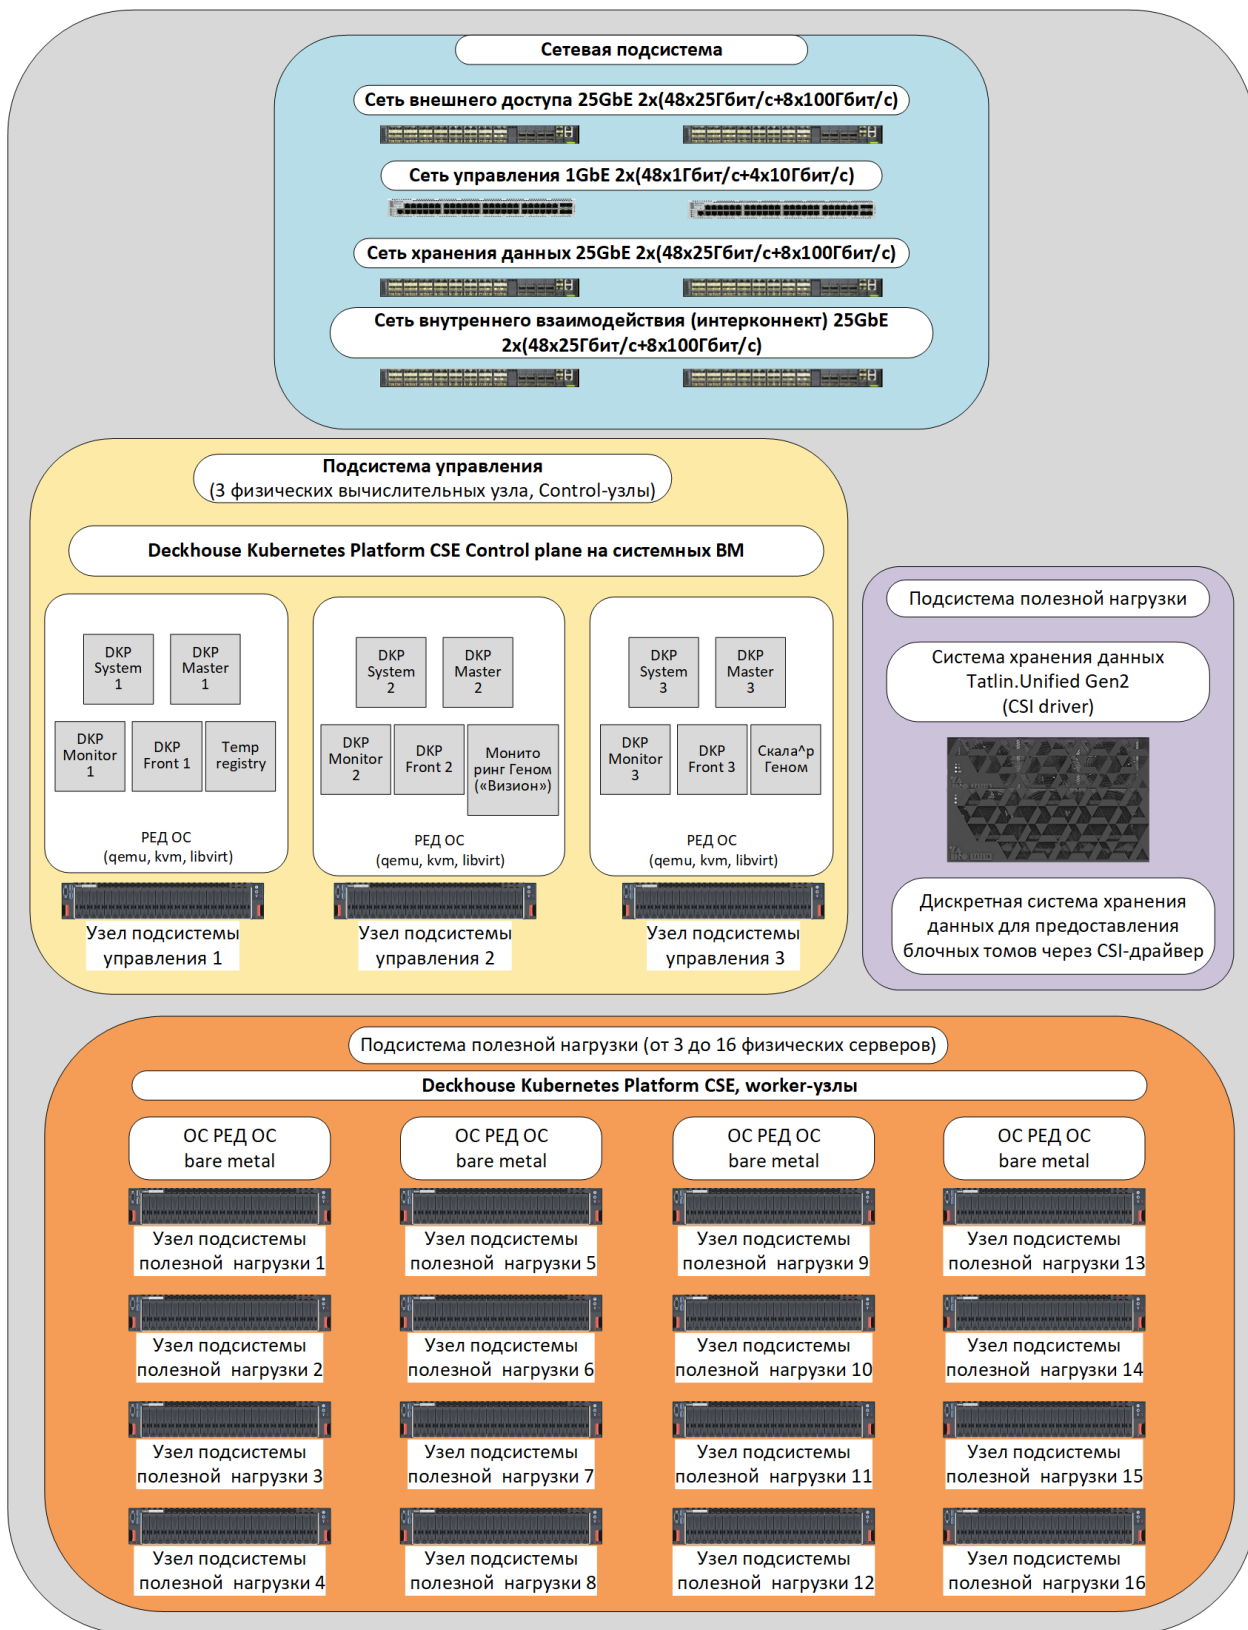 Сетевая подсистема
Сеть внешнего доступа 25GbE 2x(48x25Гбит/с+8x100Гбит/с)
Сеть управления 1GbE 2x(48x1Гбит/с+4x10Гбит/с)
Сеть хранения данных 25GbE 2x(48x25Гбит/с+8x100Гбит/с)
Сеть внутреннего взаимодействия (интерконнект) 25GbE
2x(48x25Гбит/с+8x100Гбит/с)
Подсистема управления
(3 физических вычислительных узла, Control-узлы)
Deckhouse Kubernetes Platform CSE Control plane на системных ВМ
DKP
System
1
DKP
Master
1
DKP
Monitor
1
DKP
Front 1
Temp
registry
РЕД ОС
(qemu, kvm, libvirt)
Узел подсистемы
управления 1
DKP
System
2
DKP
Master
2
DKP
Monitor
2
DKP
Front 2
Монито
ринг Геном
(«Визион»)
РЕД ОС
(qemu, kvm, libvirt)
Узел подсистемы
управления 2
DKP
System
3
DKP
Master
3
DKP
Monitor
3
DKP
Front 3
Скала^р
Геном
РЕД ОС
(qemu, kvm, libvirt)
Узел подсистемы
управления 3
Подсистема полезной нагрузки
Система хранения данных
Tatlin.Unified Gen2
(CSI driver)
Дискретная система хранения
данных для предоставления
блочных томов через CSI-драйвер
Подсистема полезной нагрузки (от 3 до 16 физических серверов)
Deckhouse Kubernetes Platform CSE, worker-узлы
ОС РЕД ОС
bare metal
Узел подсистемы
полезной нагрузки 1
Узел подсистемы
полезной нагрузки 2
Узел подсистемы
полезной нагрузки 3
Узел подсистемы
полезной нагрузки 4
ОС РЕД ОС
bare metal
Узел подсистемы
полезной нагрузки 5
Узел подсистемы
полезной нагрузки 6
Узел подсистемы
полезной нагрузки 7
Узел подсистемы
полезной нагрузки 8
ОС РЕД ОС
bare metal
Узел подсистемы
полезной нагрузки 9
Узел подсистемы
полезной нагрузки 10
Узел подсистемы
полезной нагрузки 11
Узел подсистемы
полезной нагрузки 12
ОС РЕД ОС
bare metal
Узел подсистемы
полезной нагрузки 13
Узел подсистемы
полезной нагрузки 14
Узел подсистемы
полезной нагрузки 15
Узел подсистемы
полезной нагрузки 16